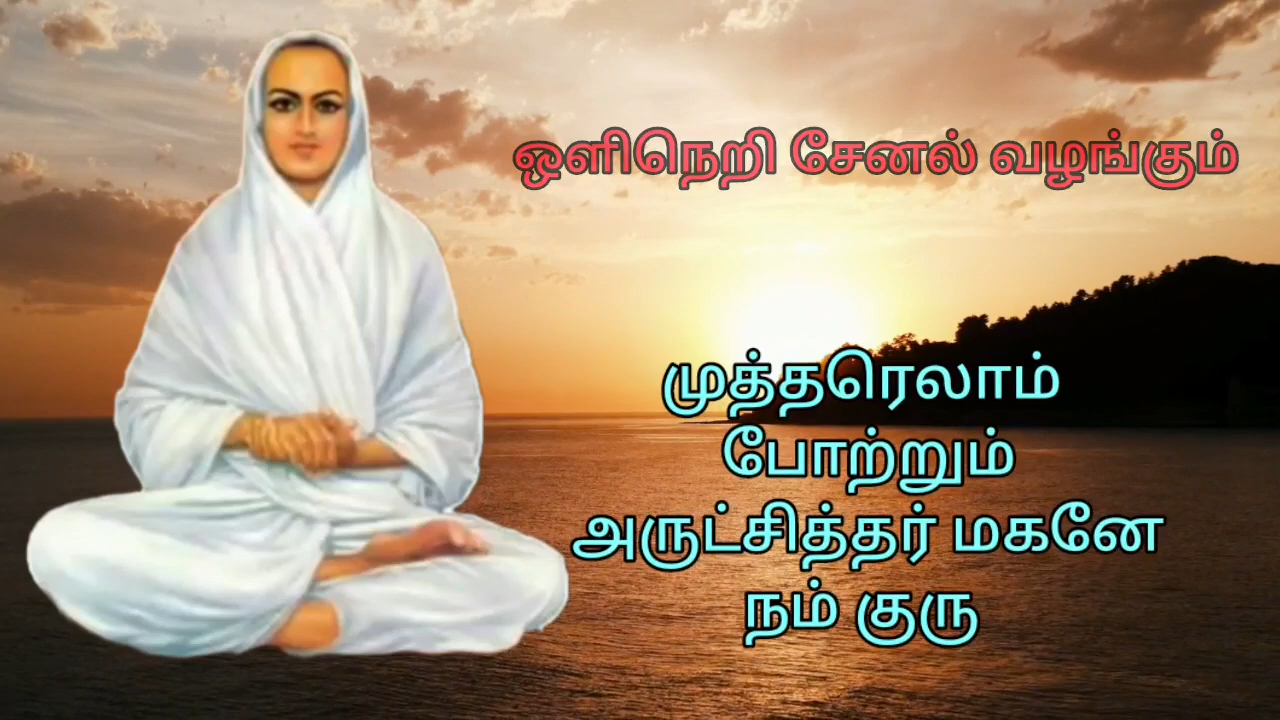 ஒளிநெறி சேனல் வழங்கும்
முத்தரெலாம்
போற்றும்
அருட்சித்தர் மகனே
நம் குரு